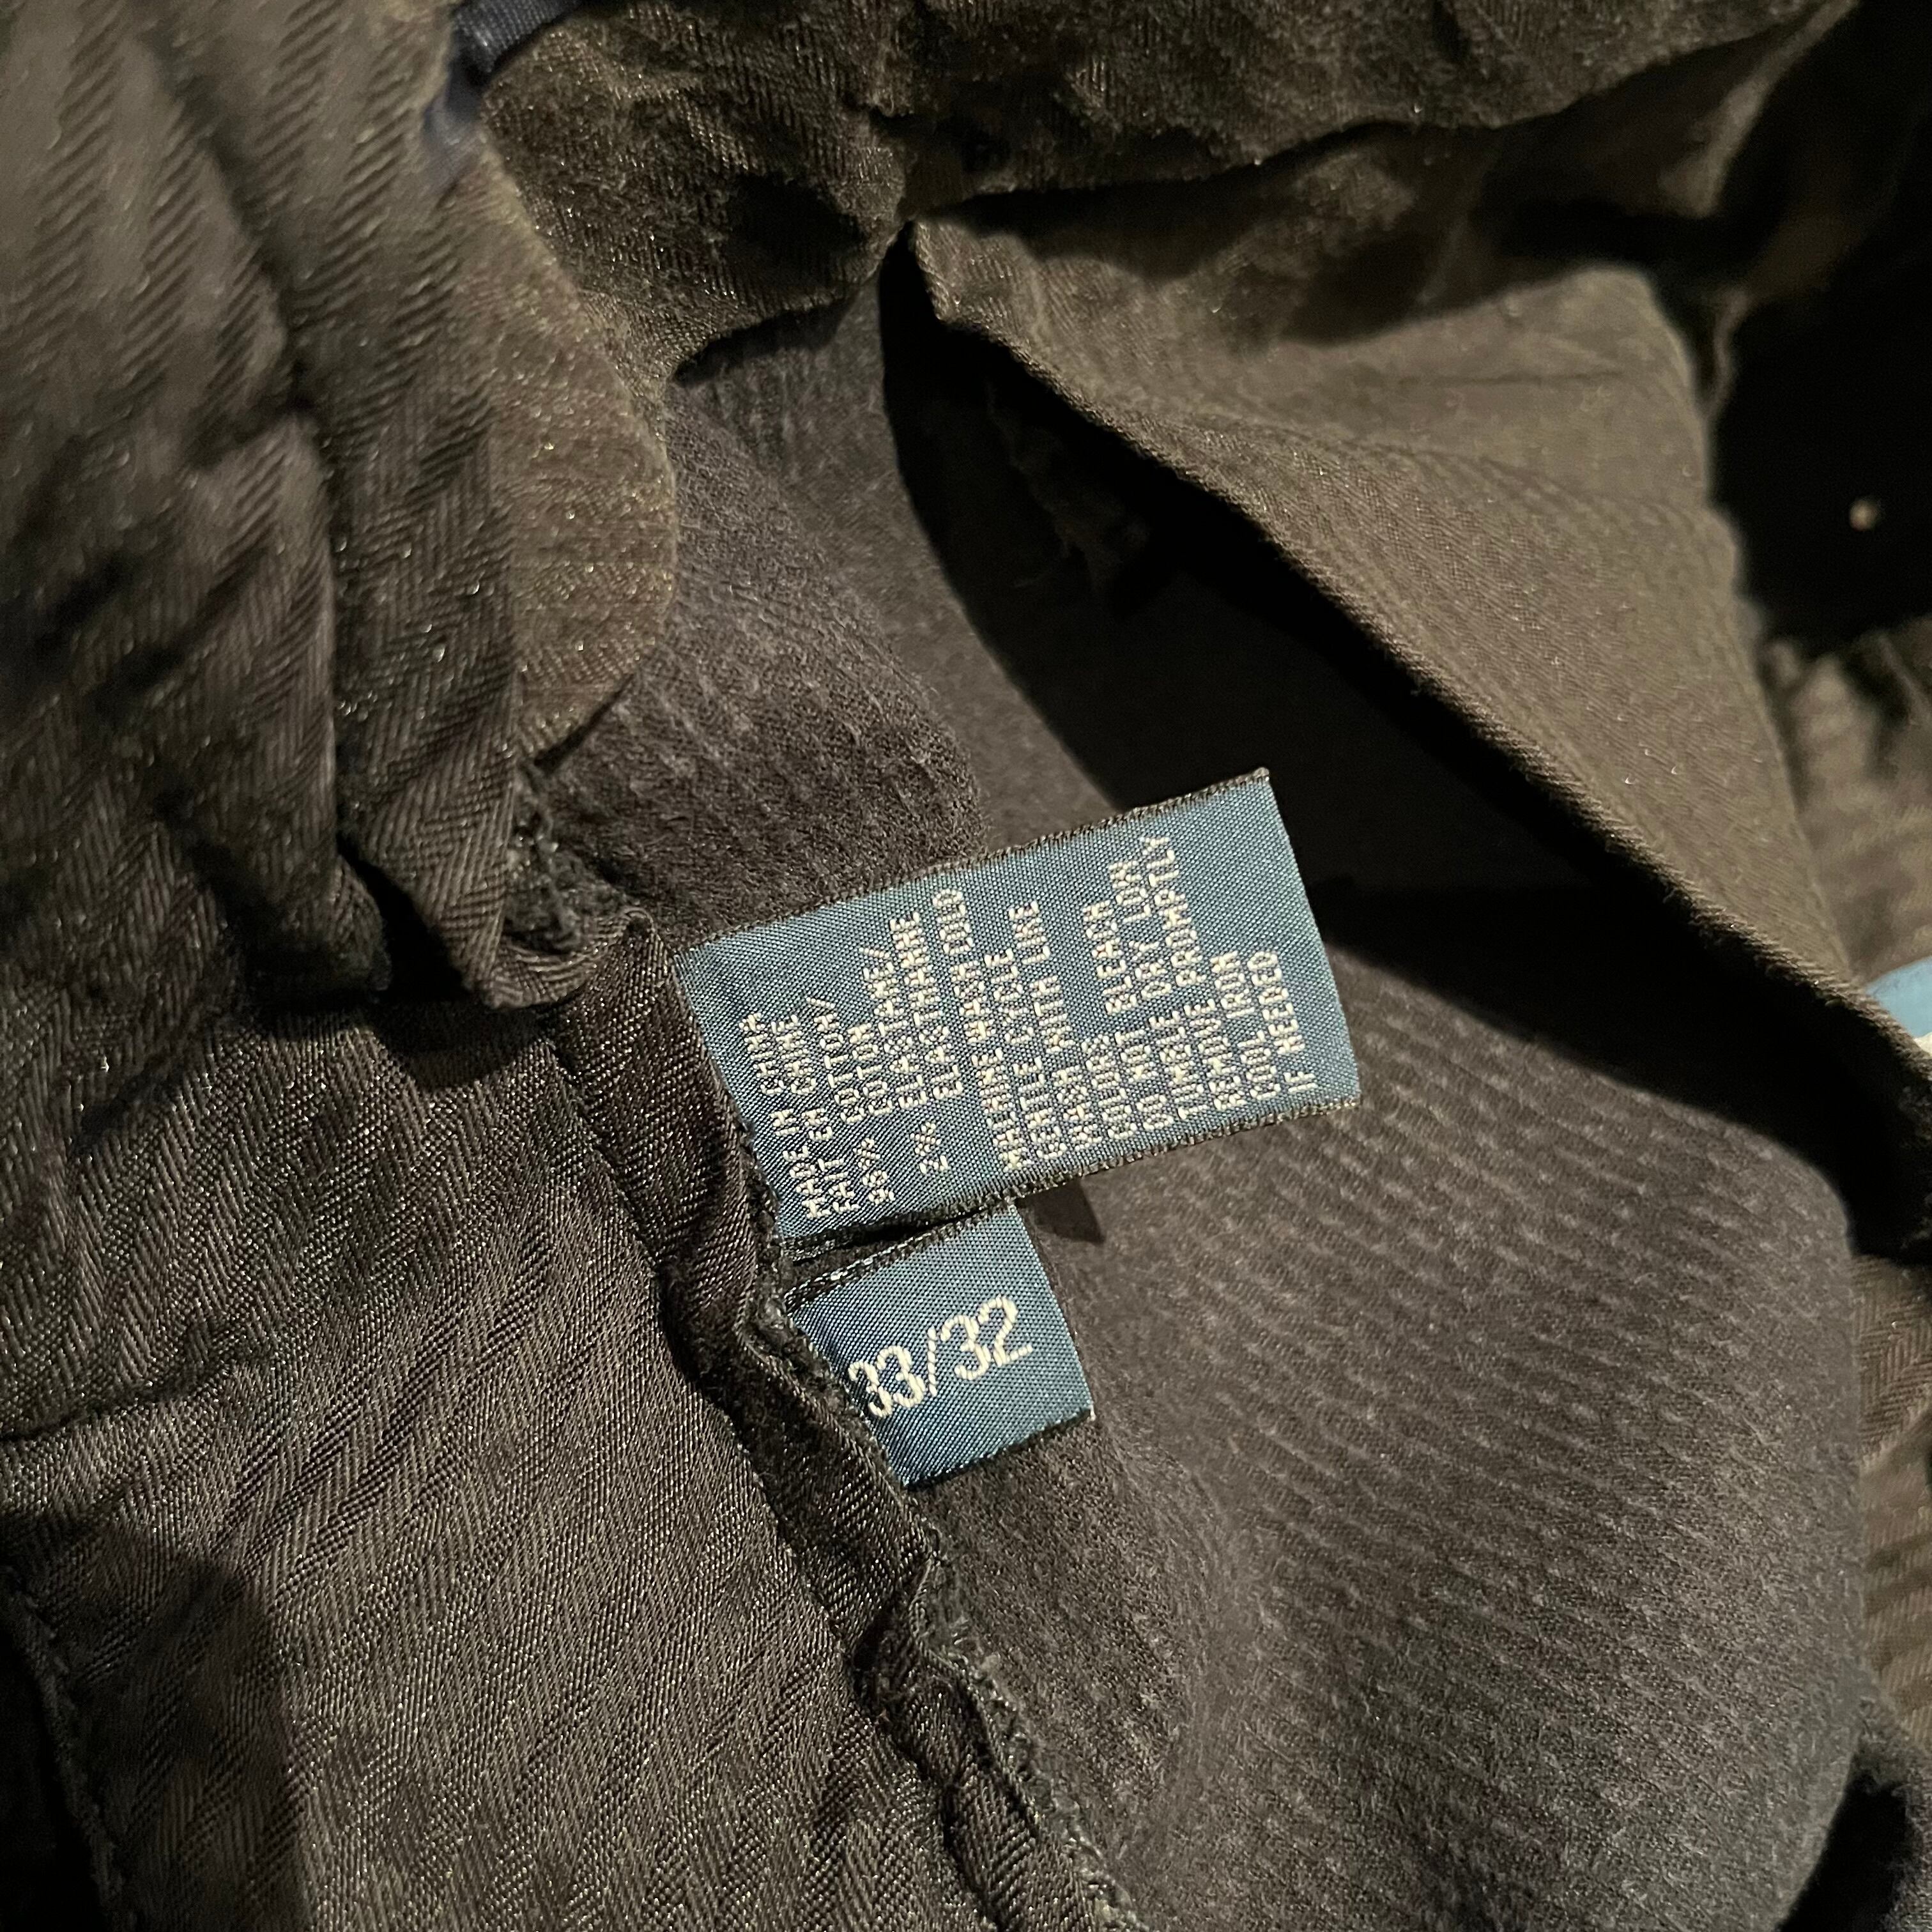 MADE IN CHINA
FAIT EN CHINE
98% COTTON/
COTON
2% ELASTANE/
ELASTHANNE
MACHINE WASH COLD
GENTLE CYCLE
WASH WITH LIKE
COLORS
DO NOT BLEACH
TUMBLE DRY LOW
REMOVE PROMPTLY
COOL IRON
IF NEEDED
33/32